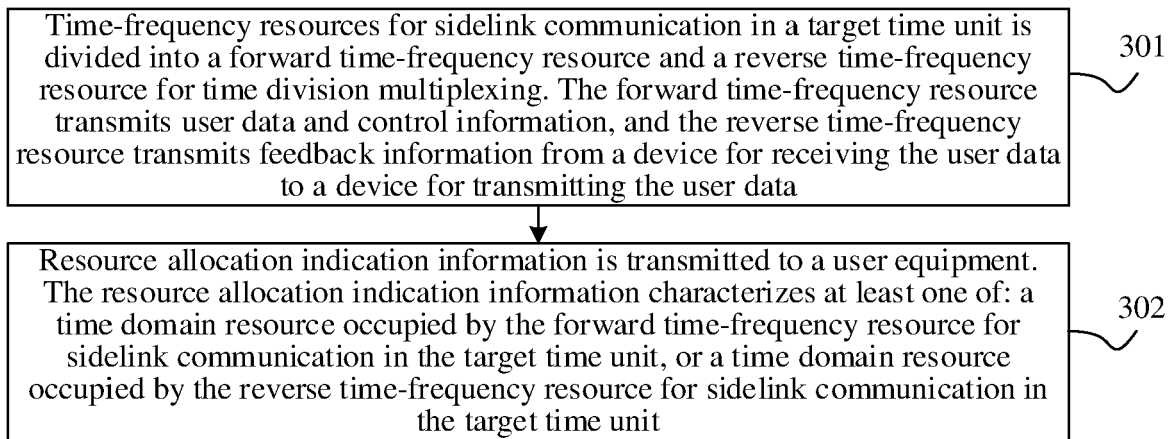 Time-frequency resources for sidelink communication in a target time unit is
divided into a forward time-frequency resource and a reverse time-frequency
resource for time division multiplexing. The forward time-frequency resource
transmits user data and control information, and the reverse time-frequency
resource transmits feedback information from a device for receiving the user data
to a device for transmitting the user data
301
Resource allocation indication information is transmitted to a user equipment.
The resource allocation indication information characterizes at least one of: a
time domain resource occupied by the forward time-frequency resource for
sidelink communication in the target time unit, or a time domain resource
occupied by the reverse time-frequency resource for sidelink communication in
the target time unit
302